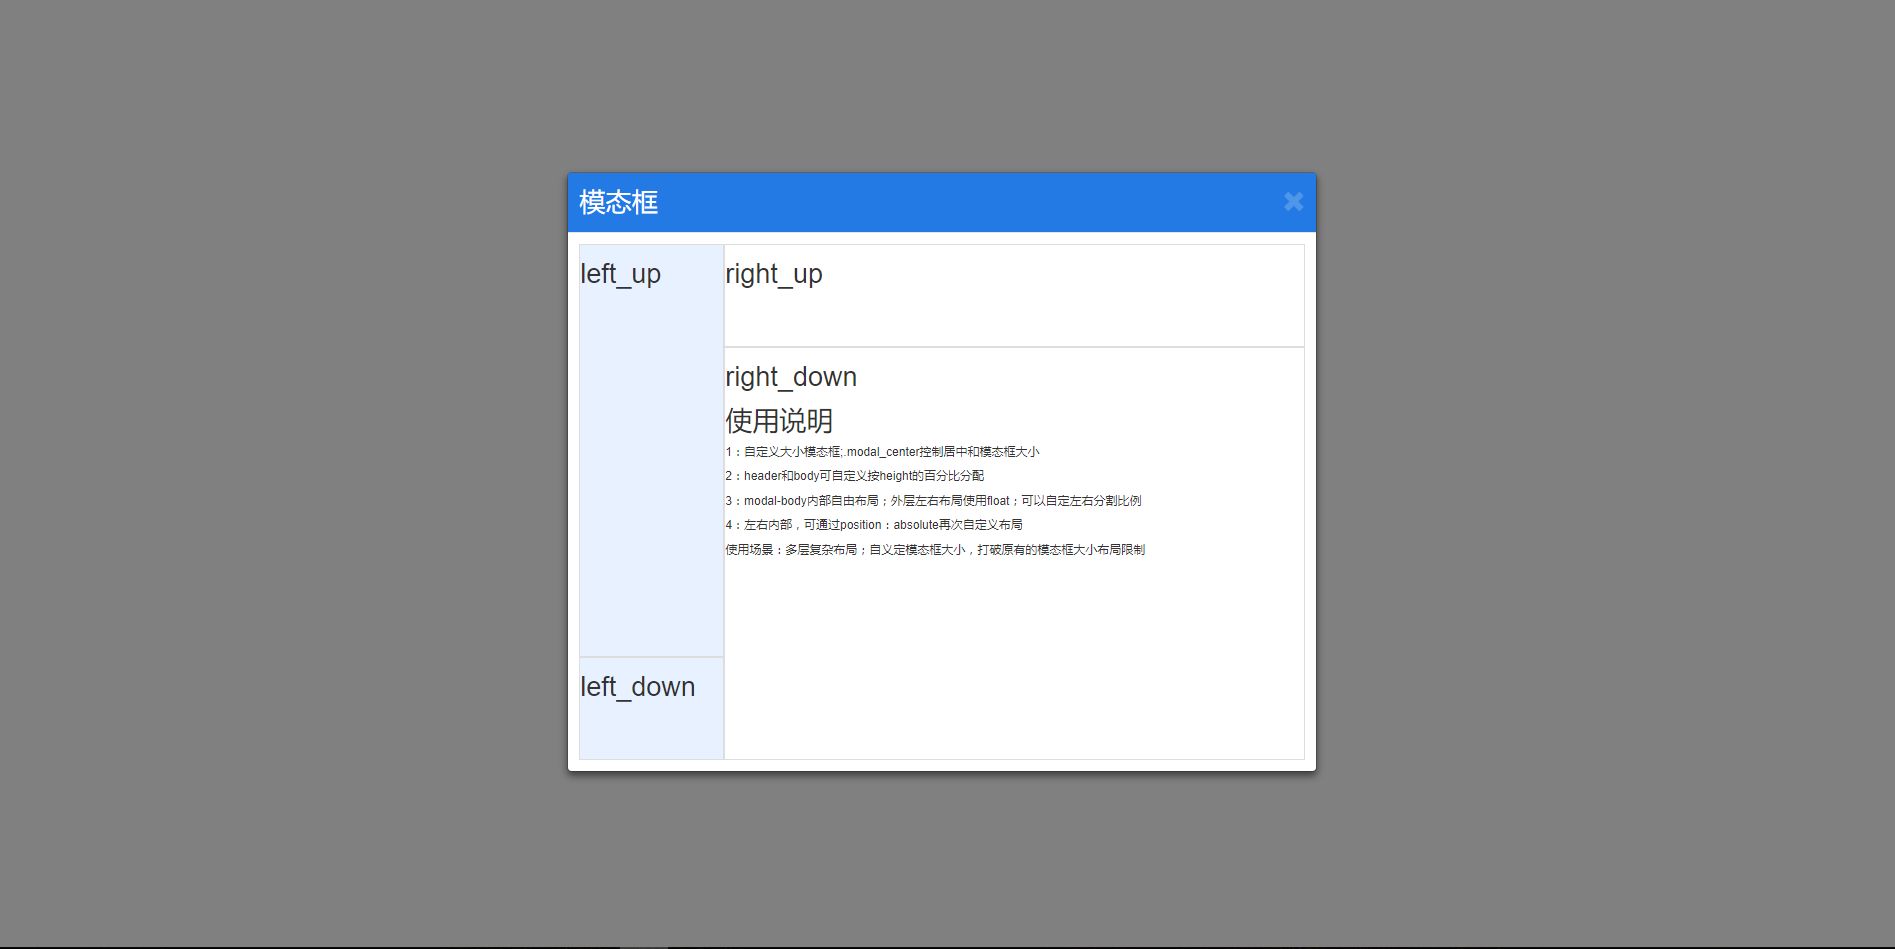 模态框
left_up
right_up
right_down
使用说明
1：自定义大小模态框;.modal_center控制居中和模态框大小
2：header和body可自定义按height的百分比分配
3：modal-body内部自由布局；外层左右布局使用float；可以自定左右分割比例
4：左右内部，可通过position：absolute再次自定义布局
使用场景：多层复杂布局；自义定模态框大小，打破原有的模态框大小布局限制
left_down